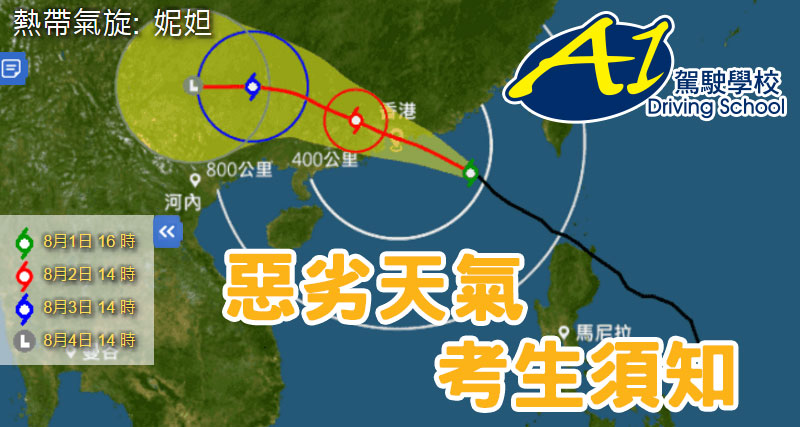 熱帶氣旋: 妮妲
A1
駕駛學校
Driving School
香港
800公里
400公里
河內
8月1日 16 時
8月2日 14 時
8月3日 14 時
L 8月4日 14 時
L
曼谷
馬尼拉
惡劣天氣
考生須知